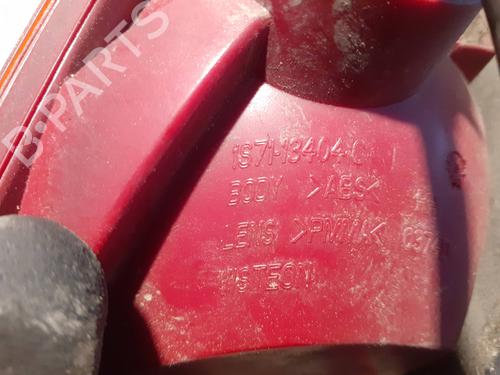 B-PARTS
1S71-13404-C
BODY >ABS<
LENS >PMMA<
VISTEON